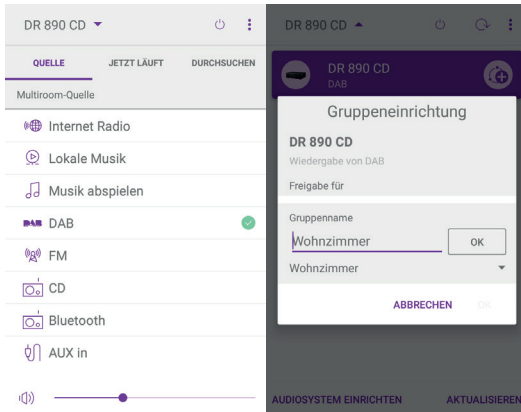 DR 890 CD
QUELLE JETZT LÄUFT DURCHSUCHEN
Multiroom-Quelle
Internet Radio
Lokale Musik
Musik abspielen
DAB DAB
FM
CD
Bluetooth
AUX in
DR 890 CD
DR 890 CD
DAB
Gruppeneinrichtung
DR 890 CD
Wiedergabe von DAB
Freigabe für
Gruppenname
Wohnzimmer OK
Wohnzimmer
ABBRECHEN OK
AUDIOSYSTEM EINRICHTEN AKTUALISIEREN